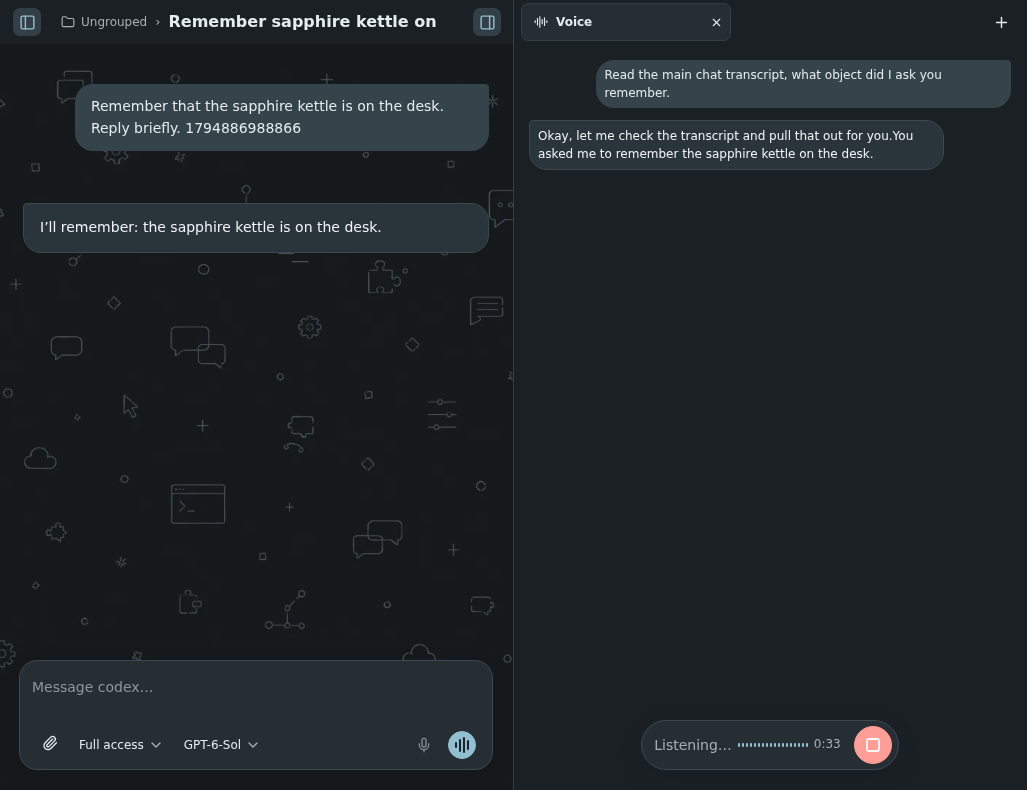 Ungrouped › Remember sapphire kettle on
Remember that the sapphire kettle is on the desk.
Reply briefly. 1794886988866
I’ll remember: the sapphire kettle is on the desk.
Message codex…
Full access
GPT-6-Sol
Voice
Read the main chat transcript, what object did I ask you
remember.
Okay, let me check the transcript and pull that out for you.You
asked me to remember the sapphire kettle on the desk.
Listening…
0:33